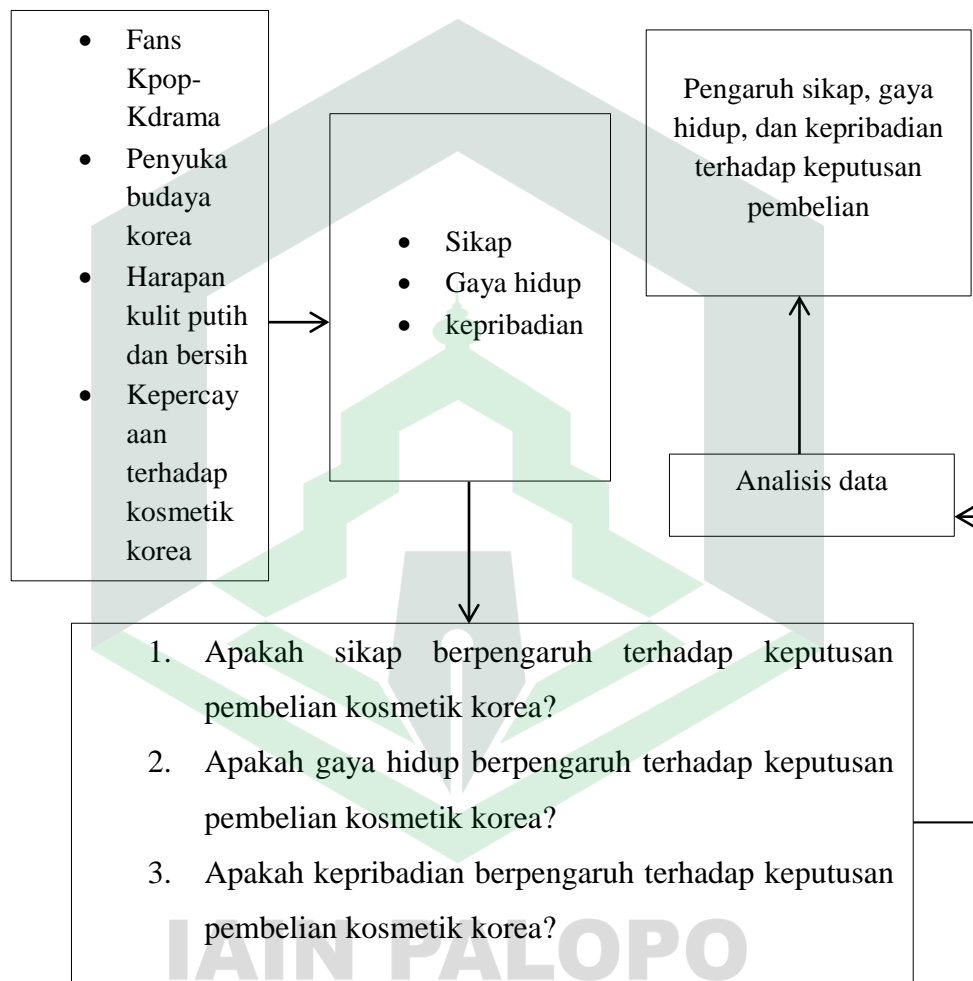 • Fans
Kpop-
Kdrama
• Penyuka
budaya
korea
• Harapan
kulit putih
dan bersih
• Kepercay
aan
terhadap
kosmetik
korea
• Sikap
• Gaya hidup
• kepribadian
Pengaruh sikap, gaya
hidup, dan kepribadian
terhadap keputusan
pembelian
Analisis data
1. Apakah sikap berpengaruh terhadap keputusan
pembelian kosmetik korea?
2. Apakah gaya hidup berpengaruh terhadap keputusan
pembelian kosmetik korea?
3. Apakah kepribadian berpengaruh terhadap keputusan
pembelian kosmetik korea?
IAIN PALOPO